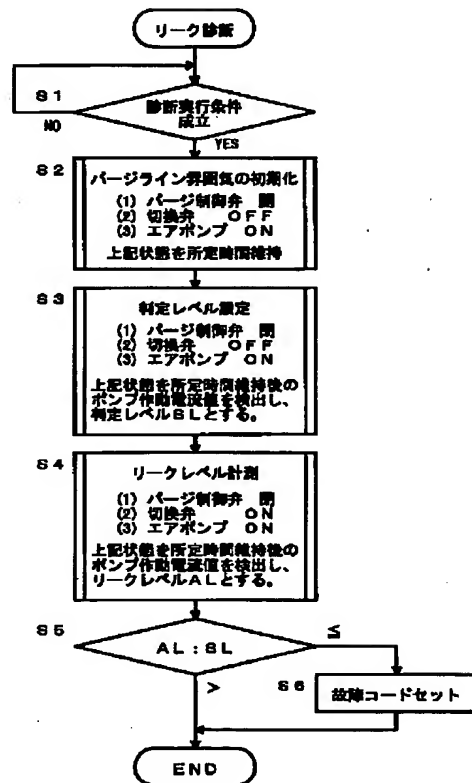 リーク診断
S1
診断実行条件
成立
NO
YES
S2
パージライン雰囲気の初期化
(1) パージ制御弁 閉
(2) 切換弁 OFF
(3) エアポンプ ON
上記状態を所定時間維持
S3
判定レベル設定
(1) パージ制御弁 閉
(2) 切換弁 OFF
(3) エアポンプ ON
上記状態を所定時間維持後の
ポンプ作動電流値を検出し、
判定レベルSLとする。
S4
リークレベル計測
(1) パージ制御弁 閉
(2) 切換弁 ON
(3) エアポンプ ON
上記状態を所定時間維持後の
ポンプ作動電流値を検出し、
リークレベルALとする。
S5
AL:SL
≦
>
S6
故障コードセット
END